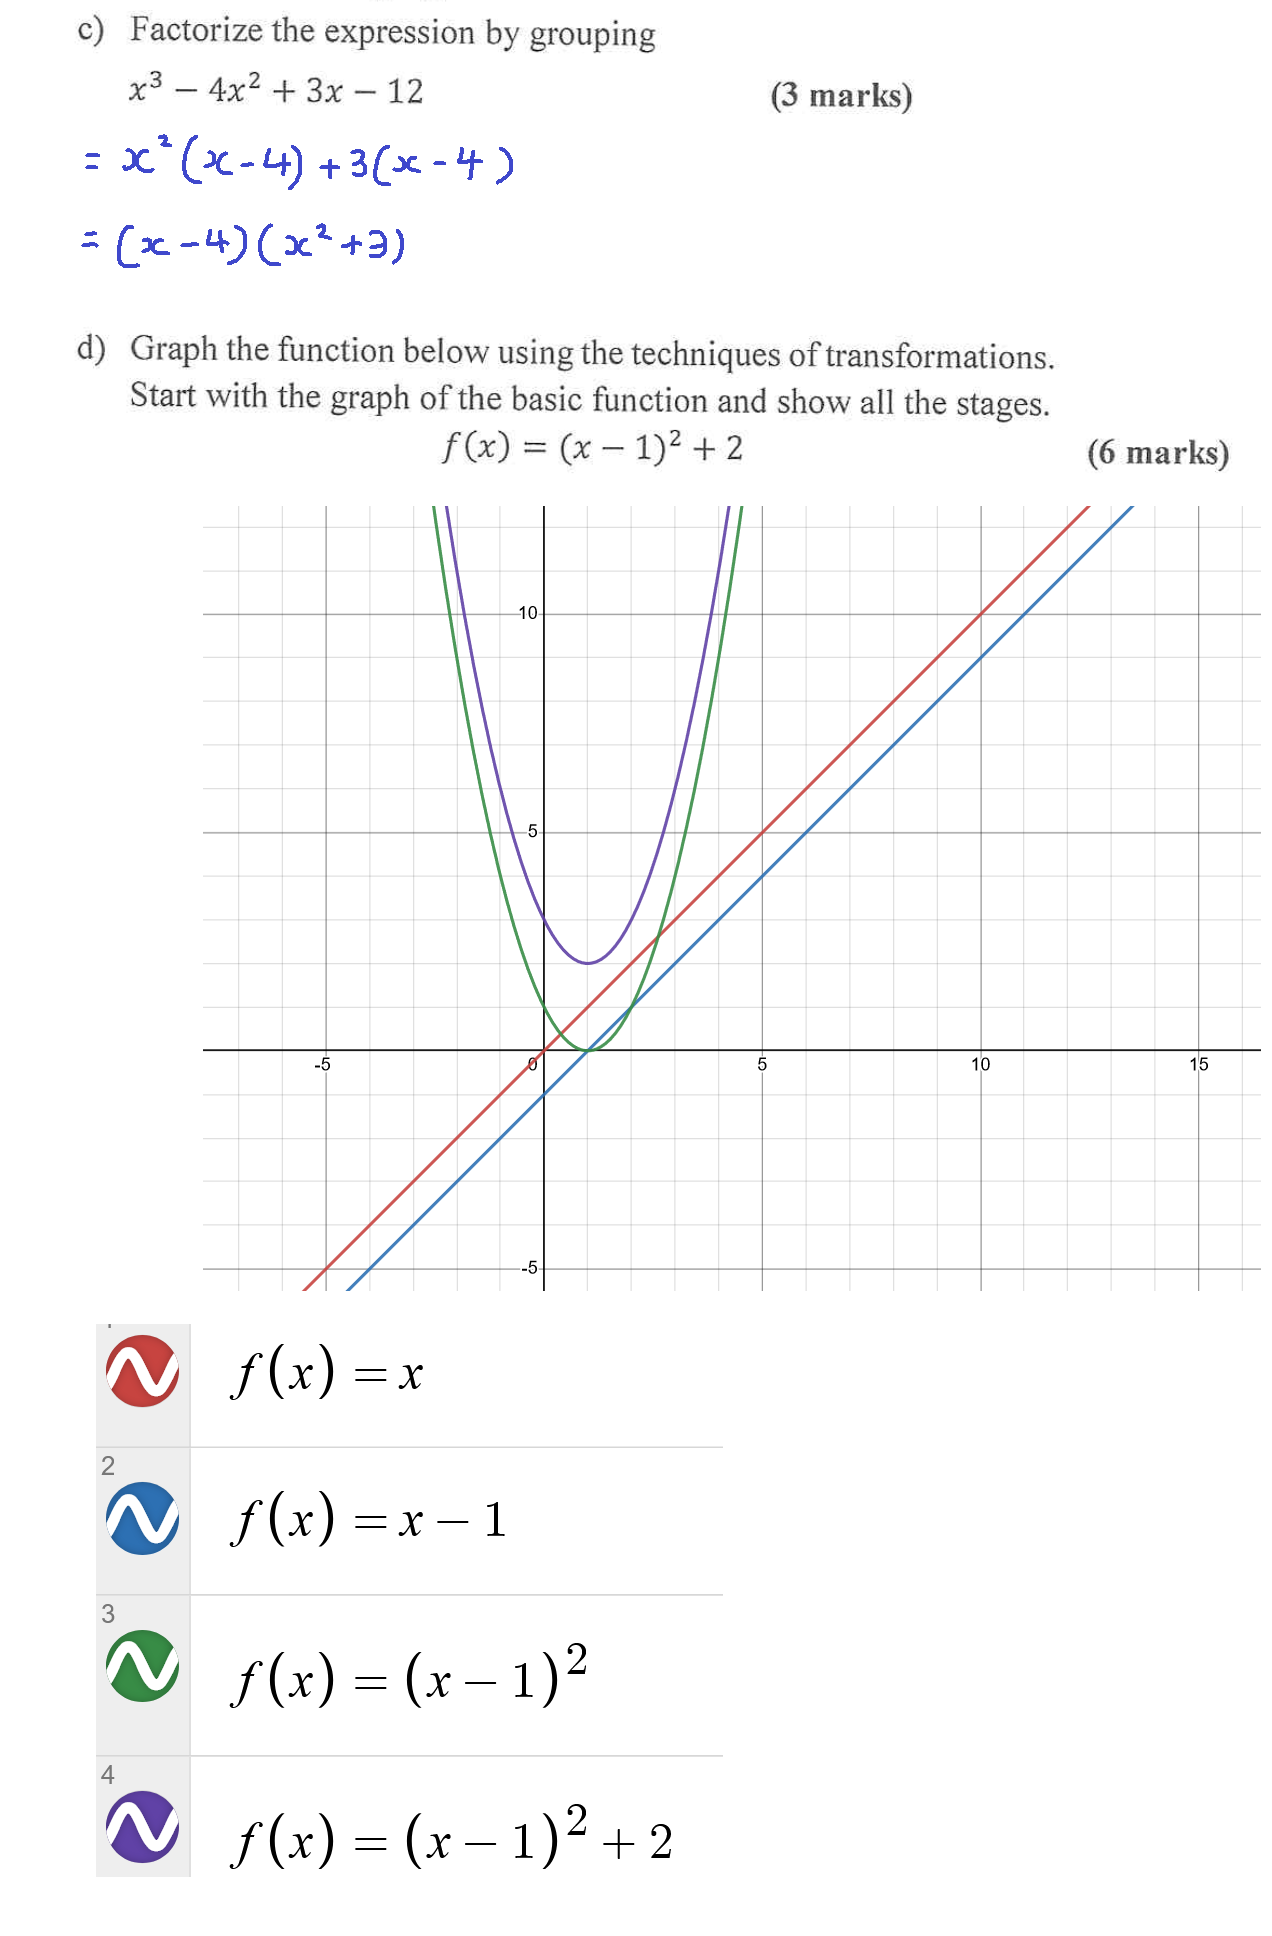 c) Factorize the expression by grouping
x³ − 4x² + 3x − 12 (3 marks)
= x²(x-4)+3(x-4)
= (x-4)(x²+3)
d) Graph the function below using the techniques of transformations.
Start with the graph of the basic function and show all the stages.
f(x) = (x − 1)² + 2 (6 marks)
10
5
-5 0 5 10 15
-5
f(x) = x
2
f(x) = x − 1
3
f(x) = (x − 1)²
4
f(x) = (x − 1)² + 2